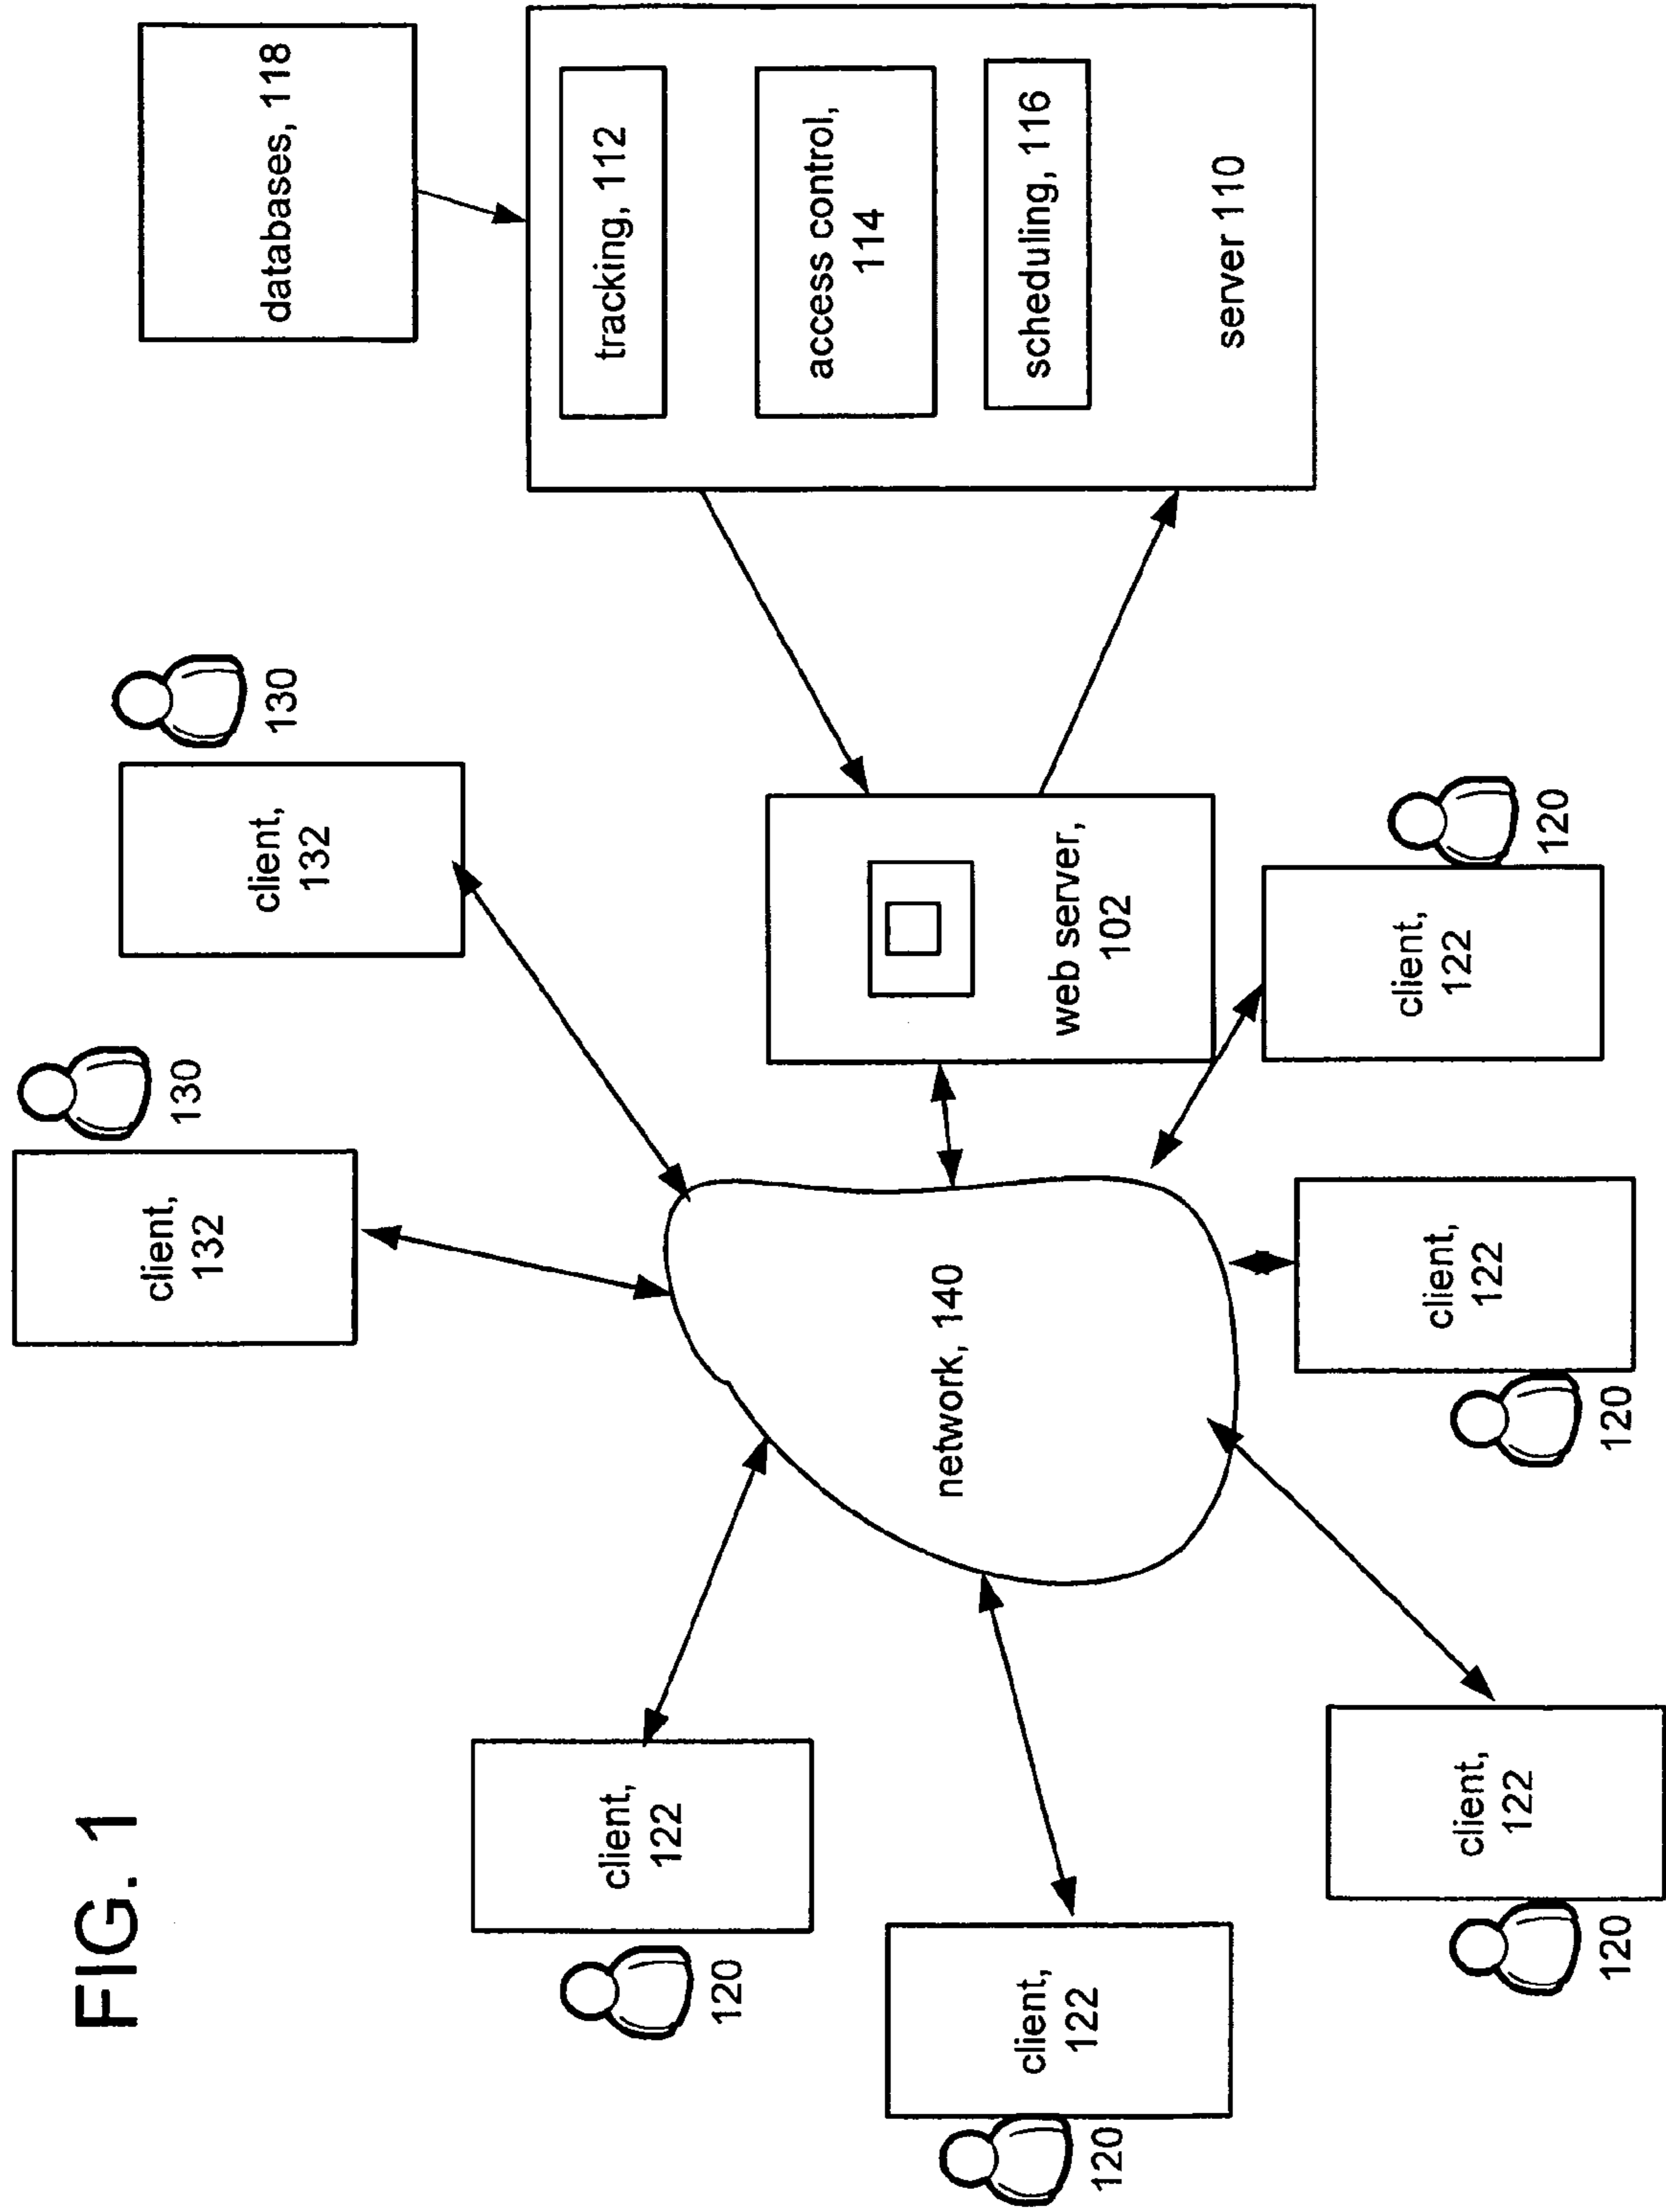 FIG. 1
130
client,
132
130
client,
132
databases, 118
tracking, 112
access control,
114
scheduling, 116
server 110
client,
122
120
network, 140
web server,
102
client,
122
120
client,
122
120
client,
122
120
client,
122
120